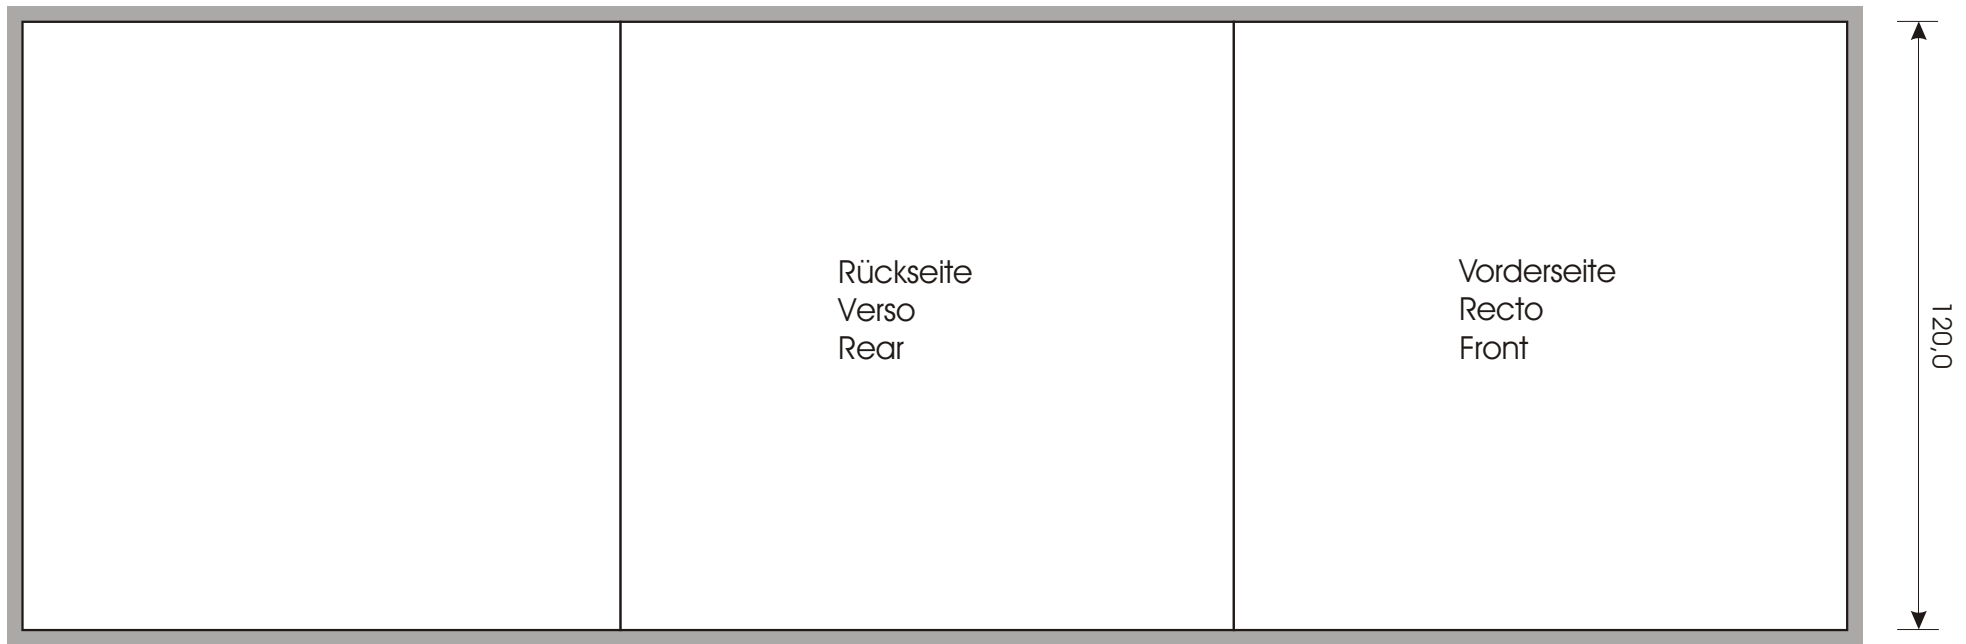 Rückseite
Verso
Rear
Vorderseite
Recto
Front
120,0